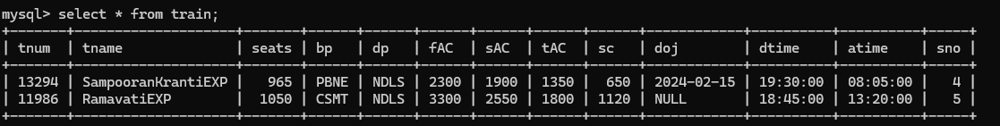 mysql> select * from train;
+-------+--------------------+-------+------+------+------+------+------+------+------------+----------+----------+-----+
| tnum  | tname              | seats | bp   | dp   | fAC  | sAC  | tAC  | sc   | doj        | dtime    | atime    | sno |
+-------+--------------------+-------+------+------+------+------+------+------+------------+----------+----------+-----+
| 13294 | SampooranKrantiEXP |   965 | PBNE | NDLS | 2300 | 1900 | 1350 |  650 | 2024-02-15 | 19:30:00 | 08:05:00 |   4 |
| 11986 | RamavatiEXP        |  1050 | CSMT | NDLS | 3300 | 2550 | 1800 | 1120 | NULL       | 18:45:00 | 13:20:00 |   5 |
+-------+--------------------+-------+------+------+------+------+------+------+------------+----------+----------+-----+